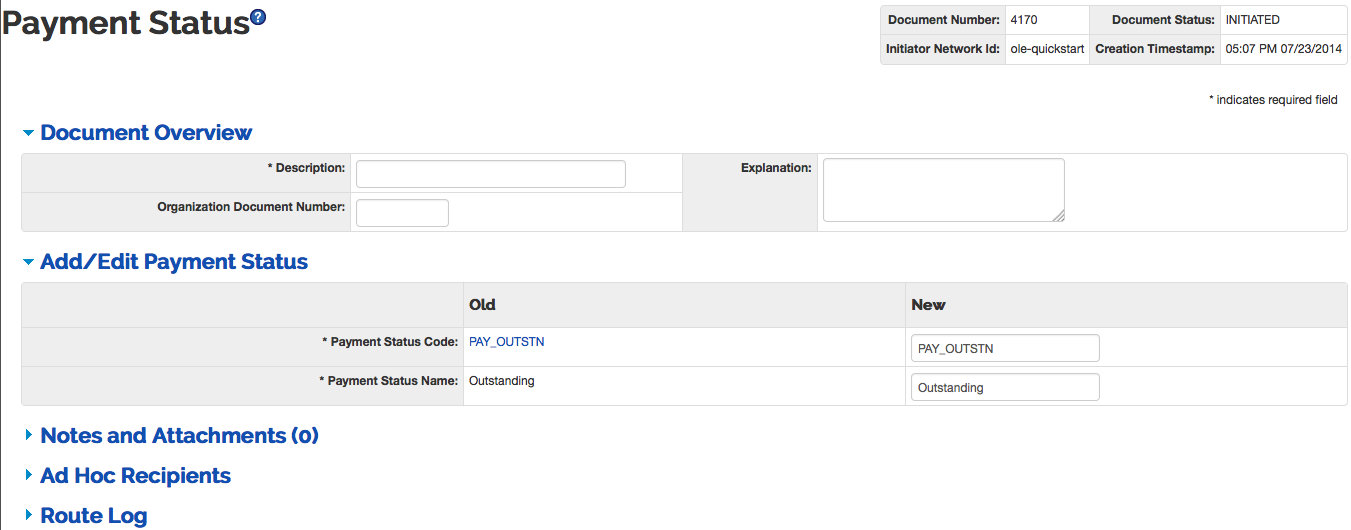 Payment Status?
Document Number: 4170 Document Status: INITIATED
Initiator Network Id: ole-quickstart Creation Timestamp: 05:07 PM 07/23/2014
* indicates required field
Document Overview
* Description: Explanation:
Organization Document Number:
Add/Edit Payment Status
Old New
* Payment Status Code: PAY_OUTSTN PAY_OUTSTN
* Payment Status Name: Outstanding Outstanding
Notes and Attachments (0)
Ad Hoc Recipients
Route Log